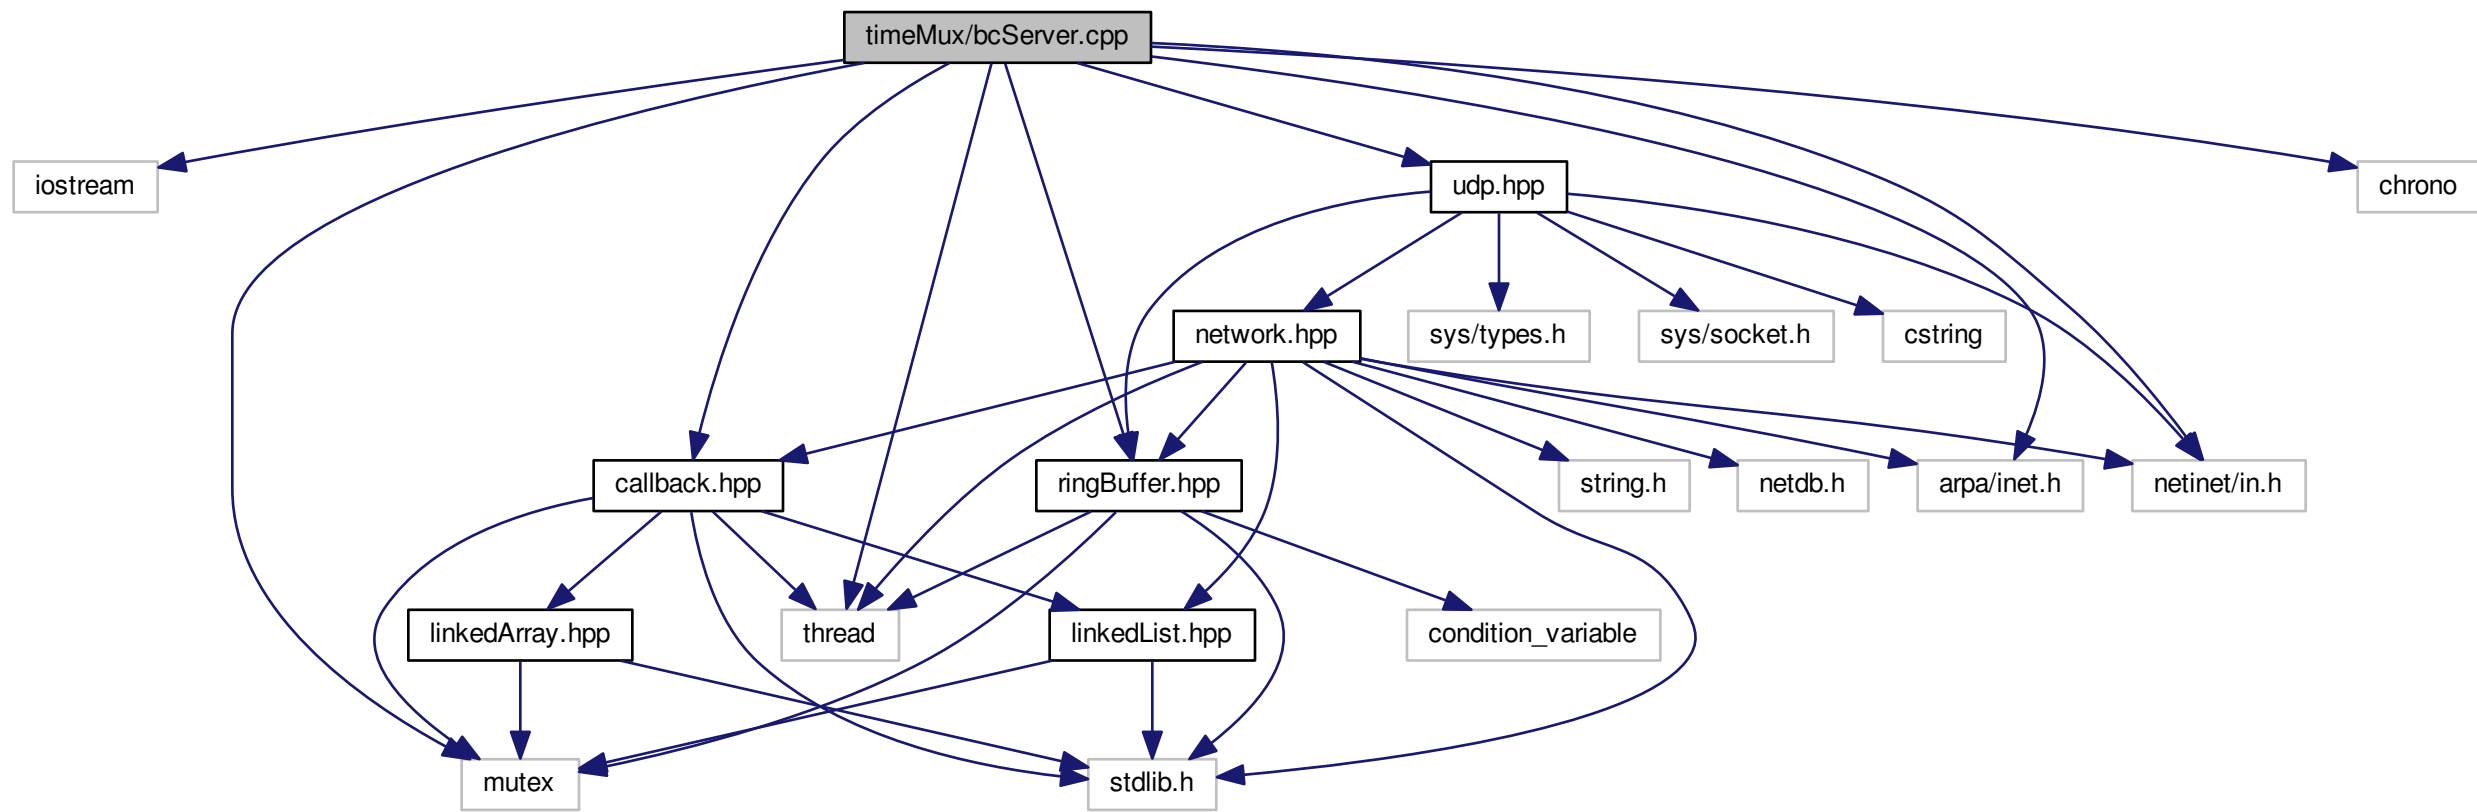 timeMux/bcServer.cpp
iostream
udp.hpp
chrono
network.hpp
sys/types.h
sys/socket.h
cstring
callback.hpp
ringBuffer.hpp
string.h
netdb.h
arpa/inet.h
netinet/in.h
linkedArray.hpp
thread
linkedList.hpp
condition_variable
mutex
stdlib.h